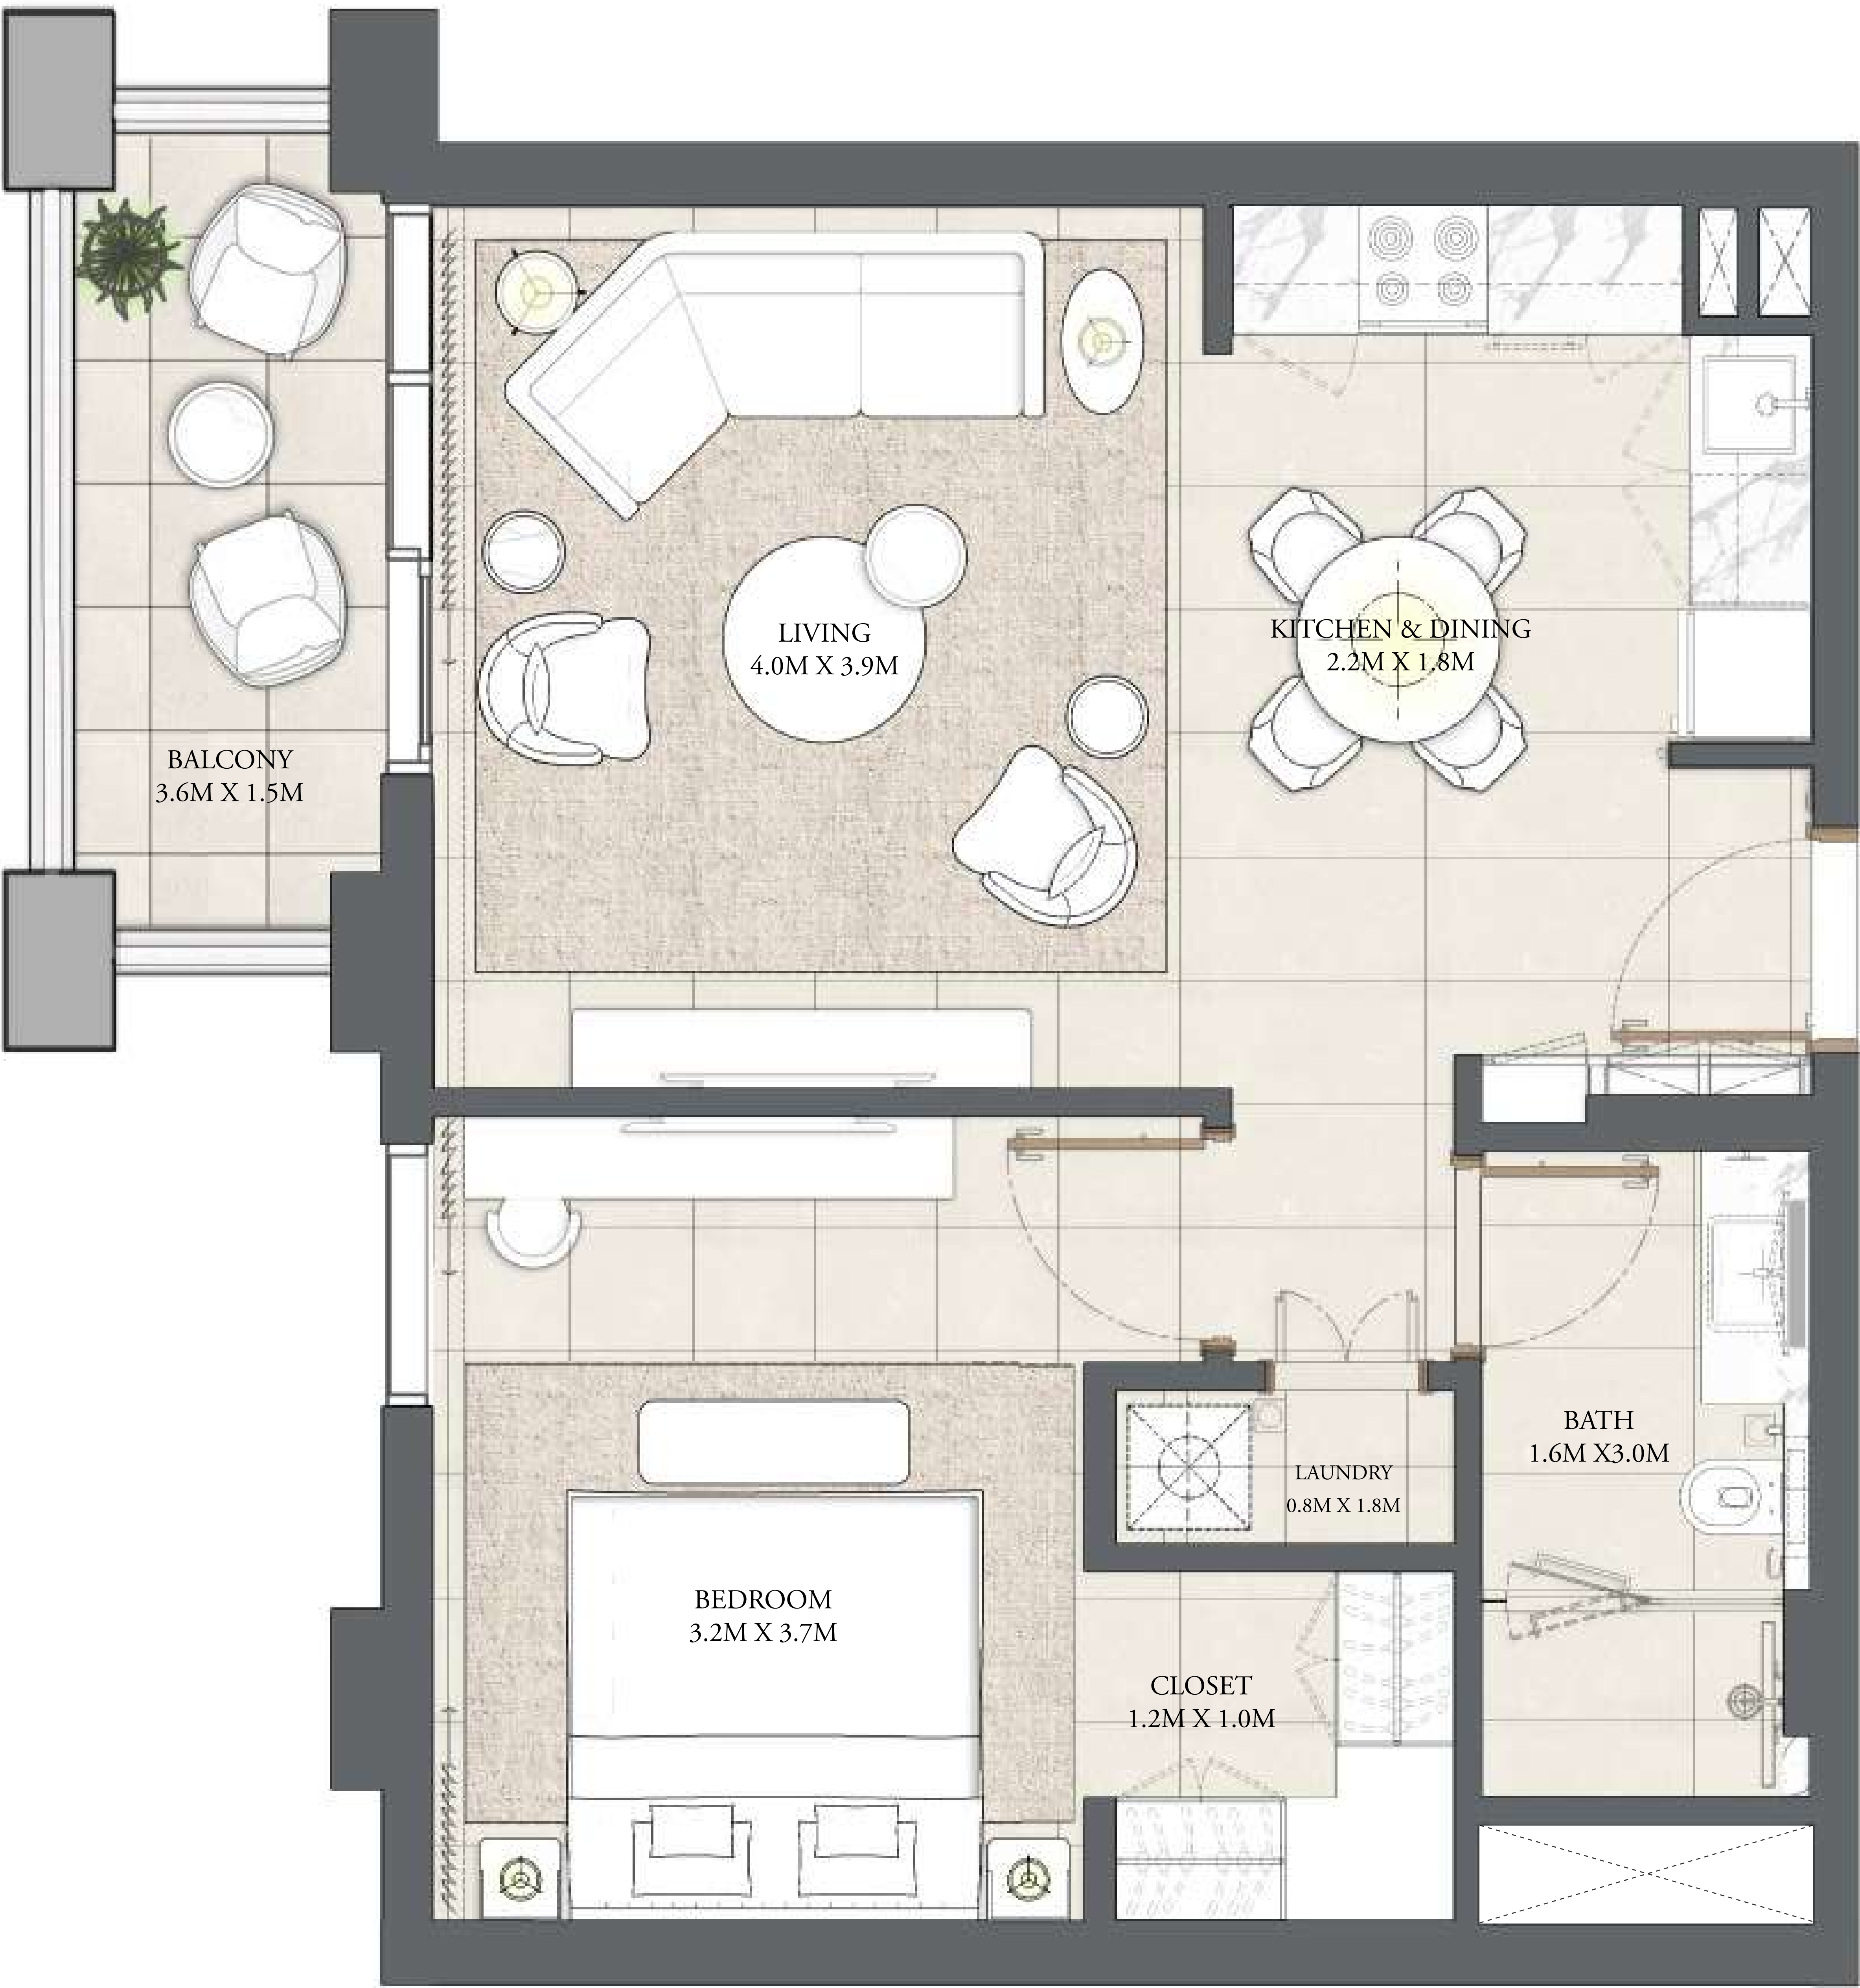 LIVING
4.0M X 3.9M
KITCHEN & DINING
2.2M X 1.8M
BALCONY
3.6M X 1.5M
BATH
1.6M X3.0M
LAUNDRY
0.8M X 1.8M
BEDROOM
3.2M X 3.7M
CLOSET
1.2M X 1.0M